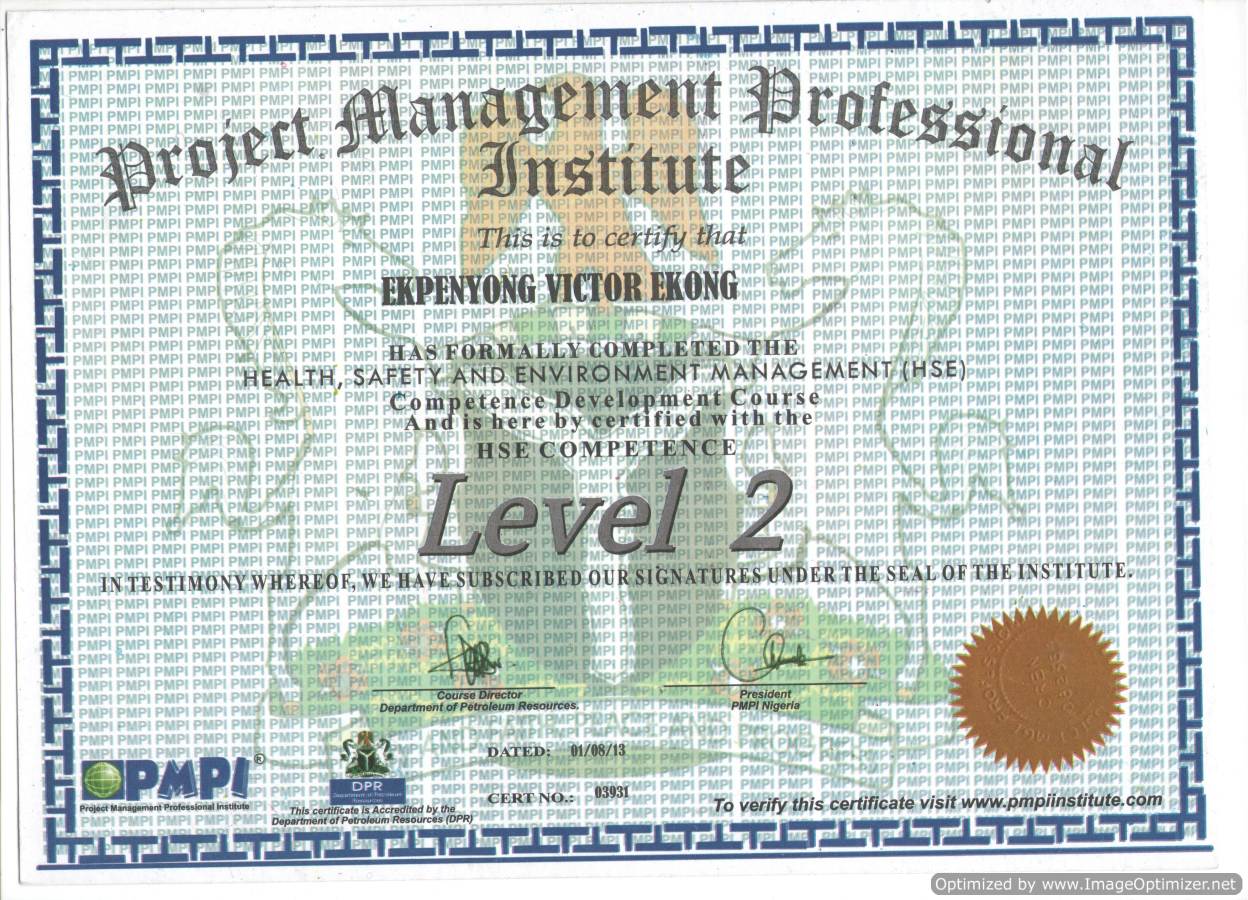 Project Management Professional
Institute
This is to certify that
EKPENYONG VICTOR EKONG
HAS FORMALLY COMPLETED THE
HEALTH, SAFETY AND ENVIRONMENT MANAGEMENT (HSE)
Competence Development Course
And is here by certified with the
HSE COMPETENCE
Level 2
IN TESTIMONY WHEREOF, WE HAVE SUBSCRIBED OUR SIGNATURES UNDER THE SEAL OF THE INSTITUTE.
Course Director
Department of Petroleum Resources.
President
PMPI Nigeria
DATED: 01/08/13
CERT NO.: 03931
PMPI ®
Project Management Professional Institute
DPR
Department of Petroleum
Resources
This certificate is Accredited by the
Department of Petroleum Resources (DPR)
To verify this certificate visit www.pmpiinstitute.com
Optimized by www.ImageOptimizer.net